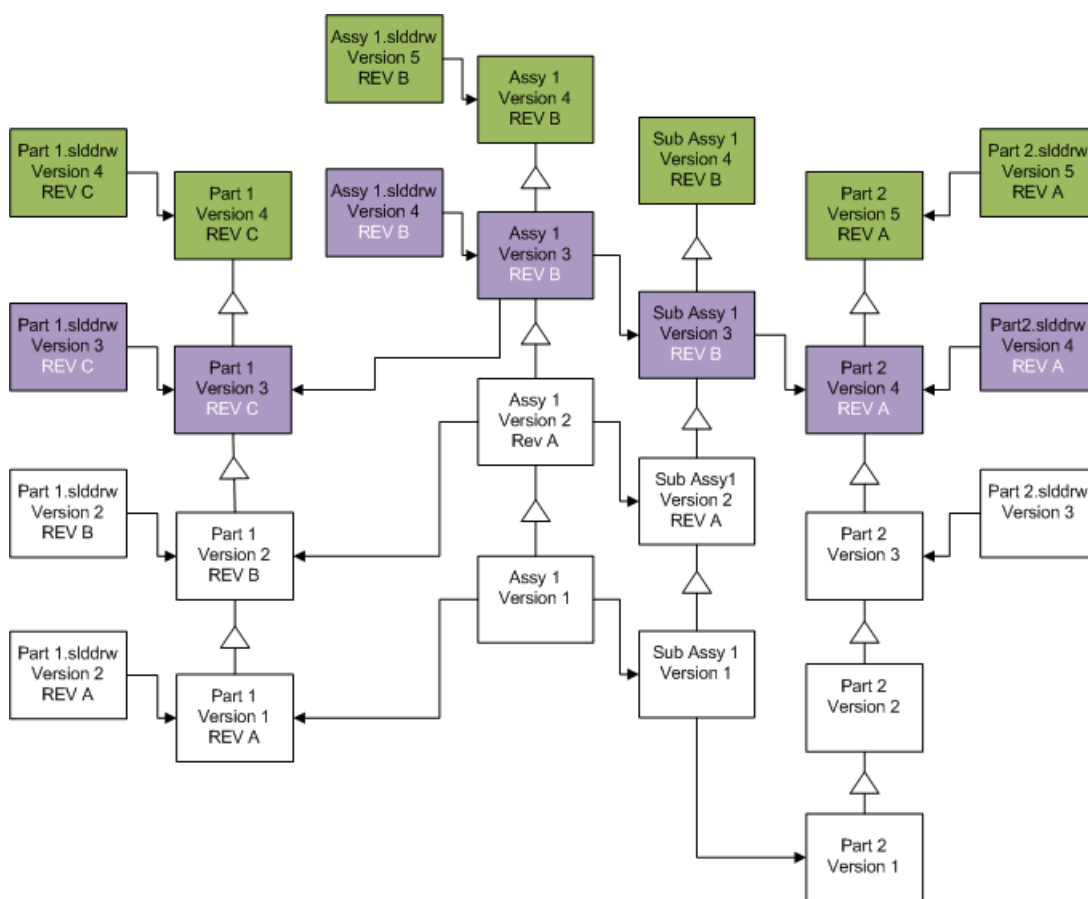 Assy 1.slddrw
Version 5
REV B
Assy 1
Version 4
REV B
Part 1.slddrw
Version 4
REV C
Sub Assy 1
Version 4
REV B
Part 2.slddrw
Version 5
REV A
Part 1
Version 4
REV C
Assy 1.slddrw
Version 4
REV B
Part 2
Version 5
REV A
Assy 1
Version 3
REV B
Part 1.slddrw
Version 3
REV C
Sub Assy 1
Version 3
REV B
Part2.slddrw
Version 4
REV A
Part 1
Version 3
REV C
Part 2
Version 4
REV A
Assy 1
Version 2
Rev A
Part 1.slddrw
Version 2
REV B
Sub Assy1
Version 2
REV A
Part 2.slddrw
Version 3
Part 1
Version 2
REV B
Part 2
Version 3
Assy 1
Version 1
Part 1.slddrw
Version 2
REV A
Sub Assy 1
Version 1
Part 1
Version 1
REV A
Part 2
Version 2
Part 2
Version 1